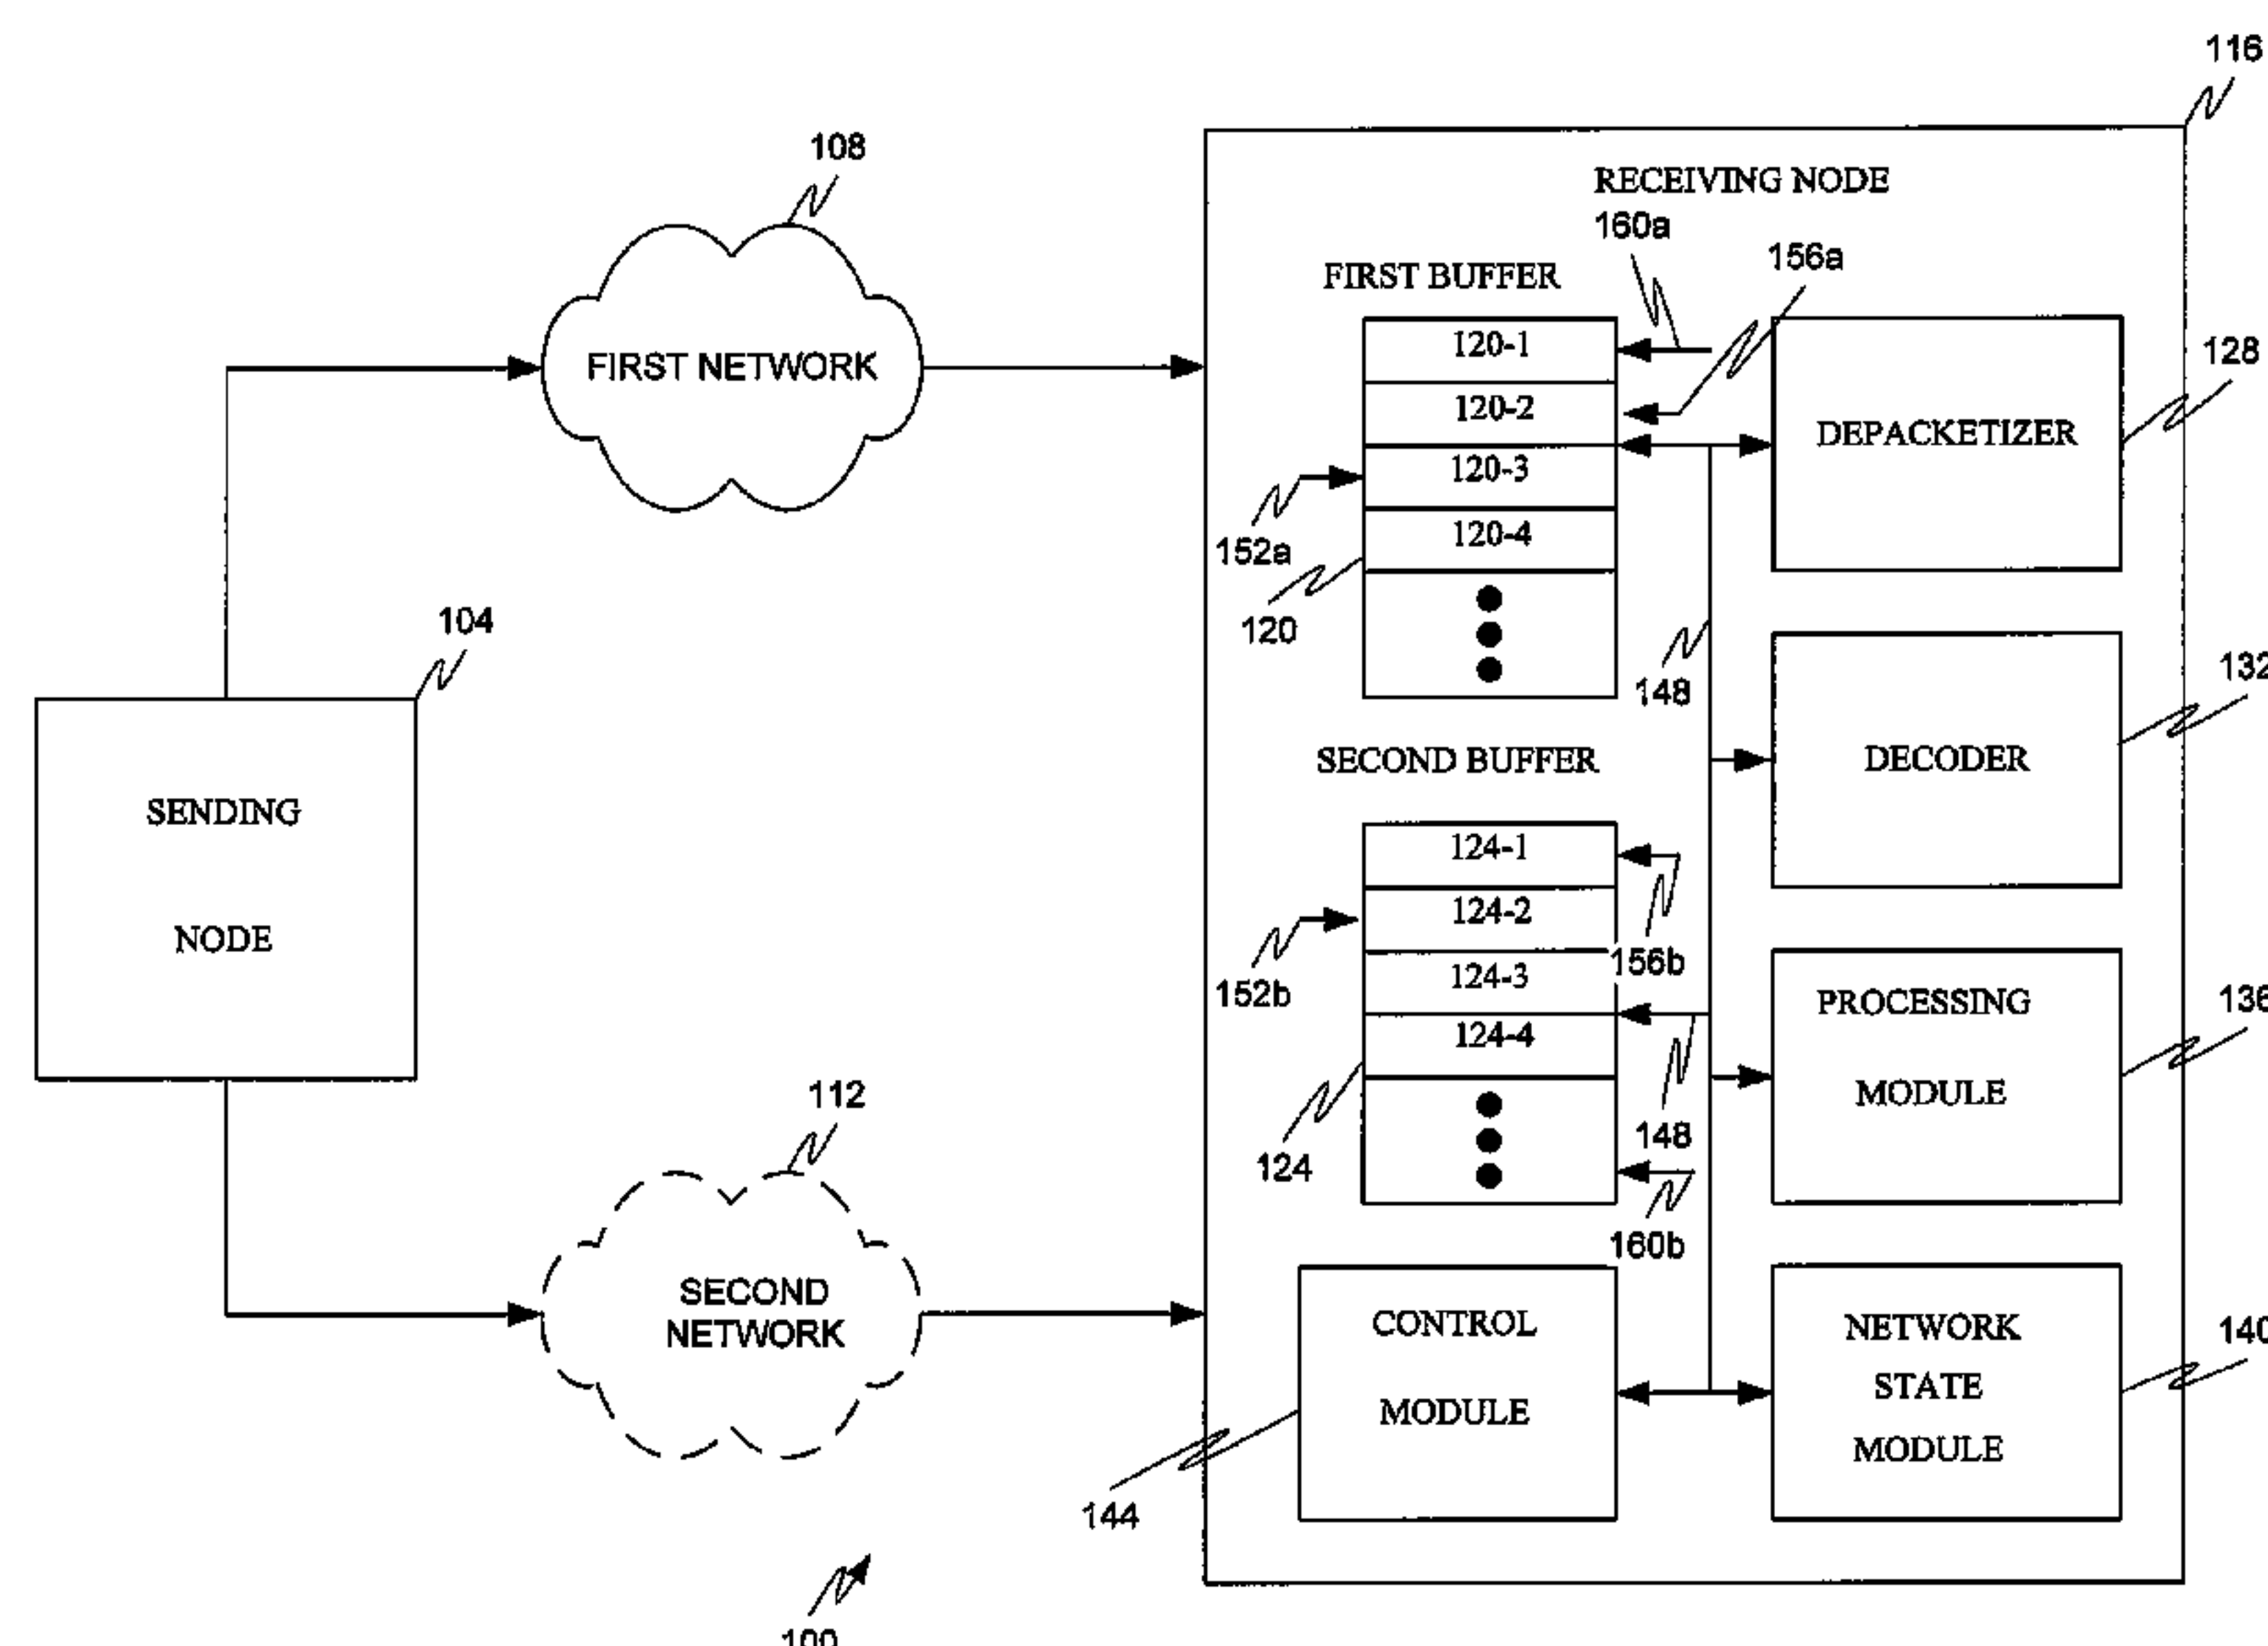 116
108
RECEIVING NODE
160a
156a
FIRST BUFFER
120-1
128
FIRST NETWORK
120-2
DEPACKETIZER
120-3
152a
120-4
104
120
132
148
SECOND BUFFER
DECODER
SENDING
NODE
124-1
124-2
156b
152b
124-3
136
PROCESSING
MODULE
124-4
112
148
124
160b
SECOND
NETWORK
CONTROL
MODULE
NETWORK
STATE
MODULE
140
144
100